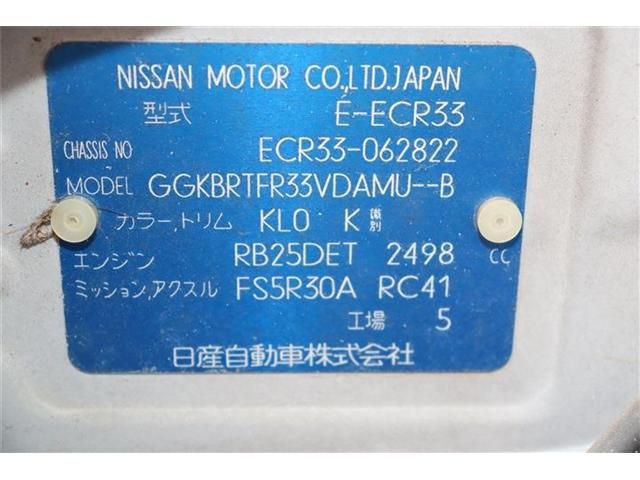 NISSAN MOTOR CO.,LTD.JAPAN
型式 E-ECR33
CHASSIS NO ECR33-062822
MODEL GGKBRTFR33VDAMU--B
カラー,トリム KL0 K 識別
エンジン RB25DET 2498 CC
ミッション,アクスル FS5R30A RC41
工場 5
日産自動車株式会社